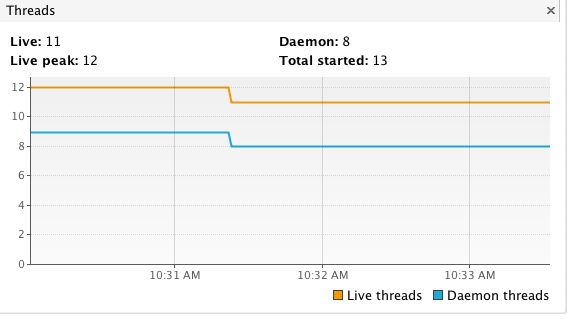 Threads
Live: 11 Daemon: 8
Live peak: 12 Total started: 13
12
10
8
6
4
2
0
10:31 AM 10:32 AM 10:33 AM
Live threads Daemon threads